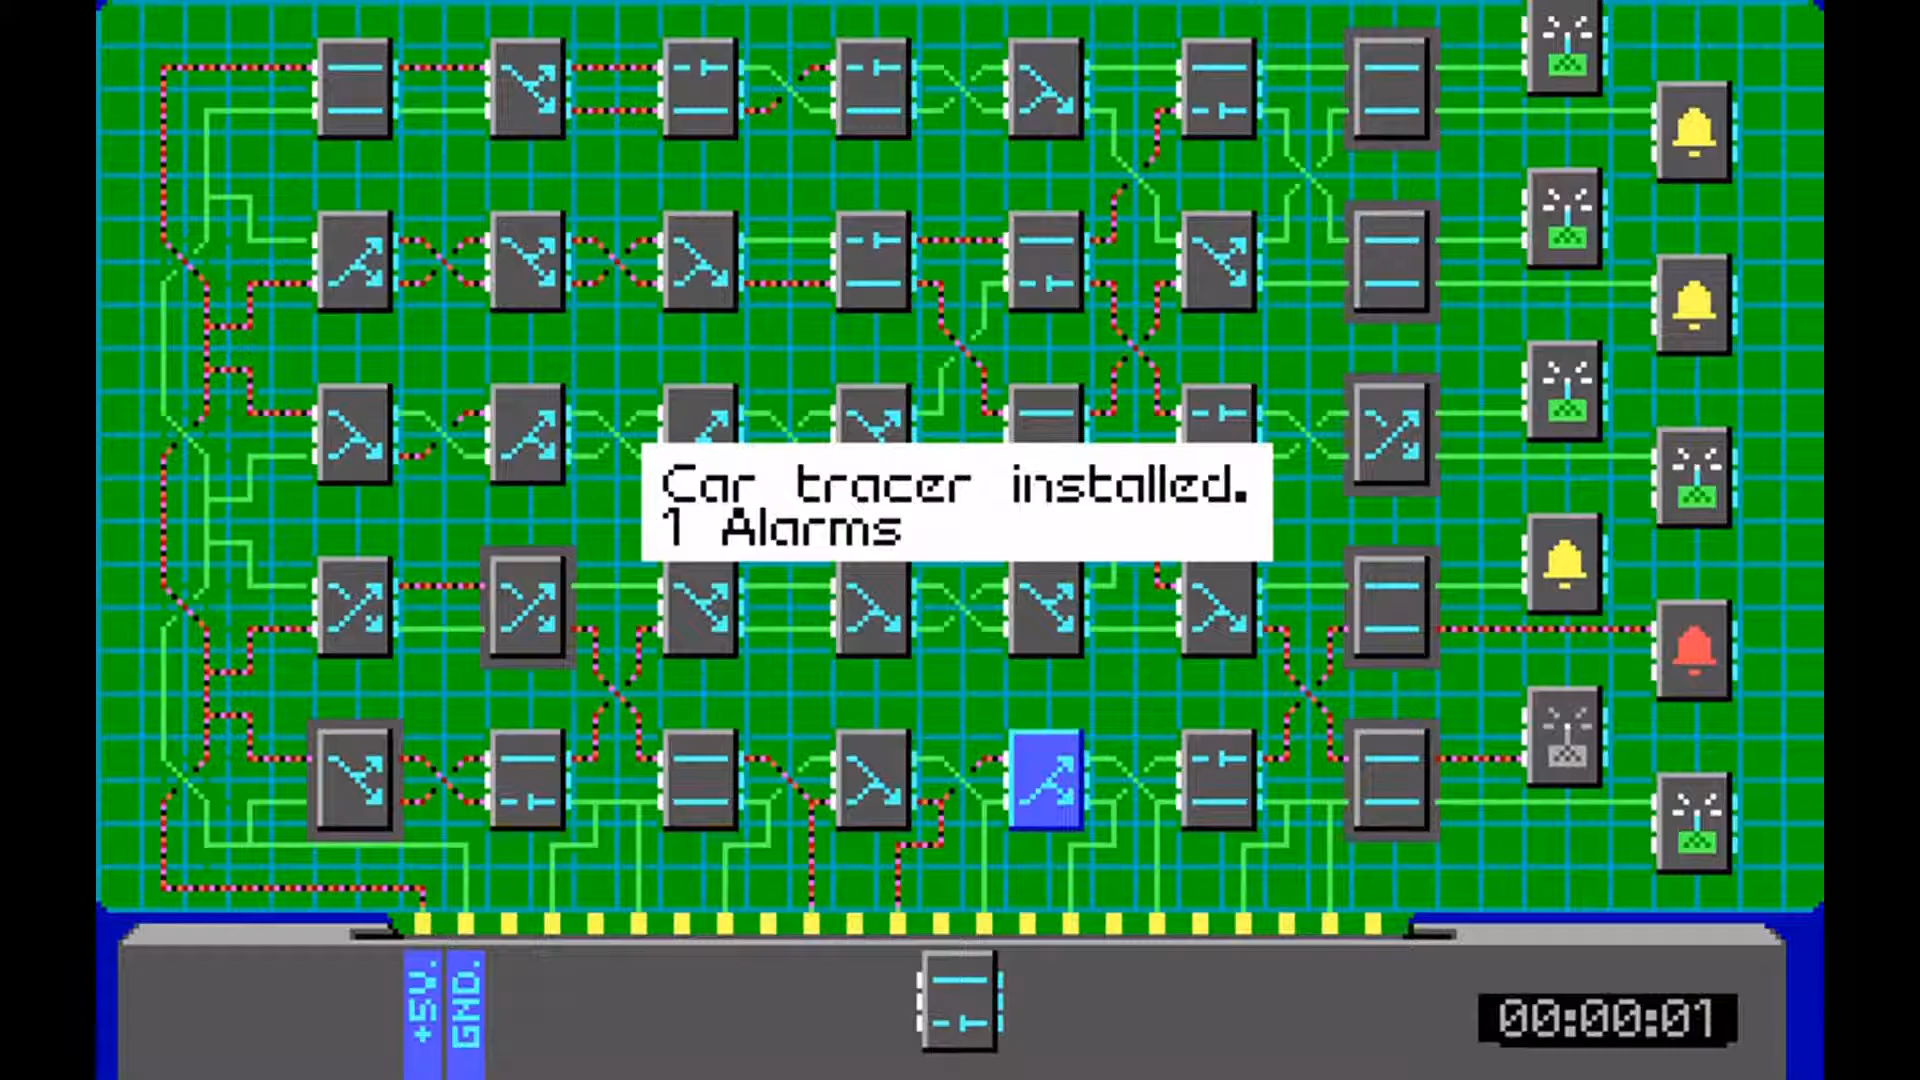 Car tracer installed.
1 Alarms
+5V.
GND.
00:00:01